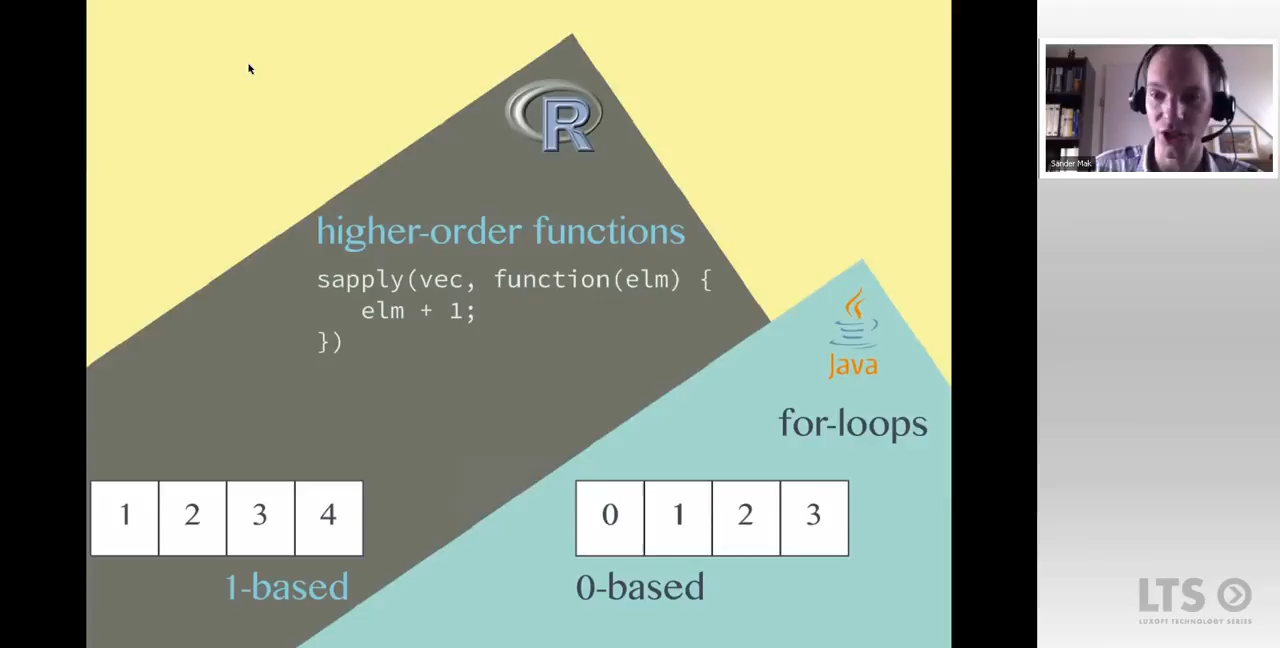 R
higher-order functions
sapply(vec, function(elm) {
elm + 1;
})
Java
for-loops
1 2 3 4
1-based
0 1 2 3
0-based
Sander Mak
LTS
LUXOFT TECHNOLOGY SERIES